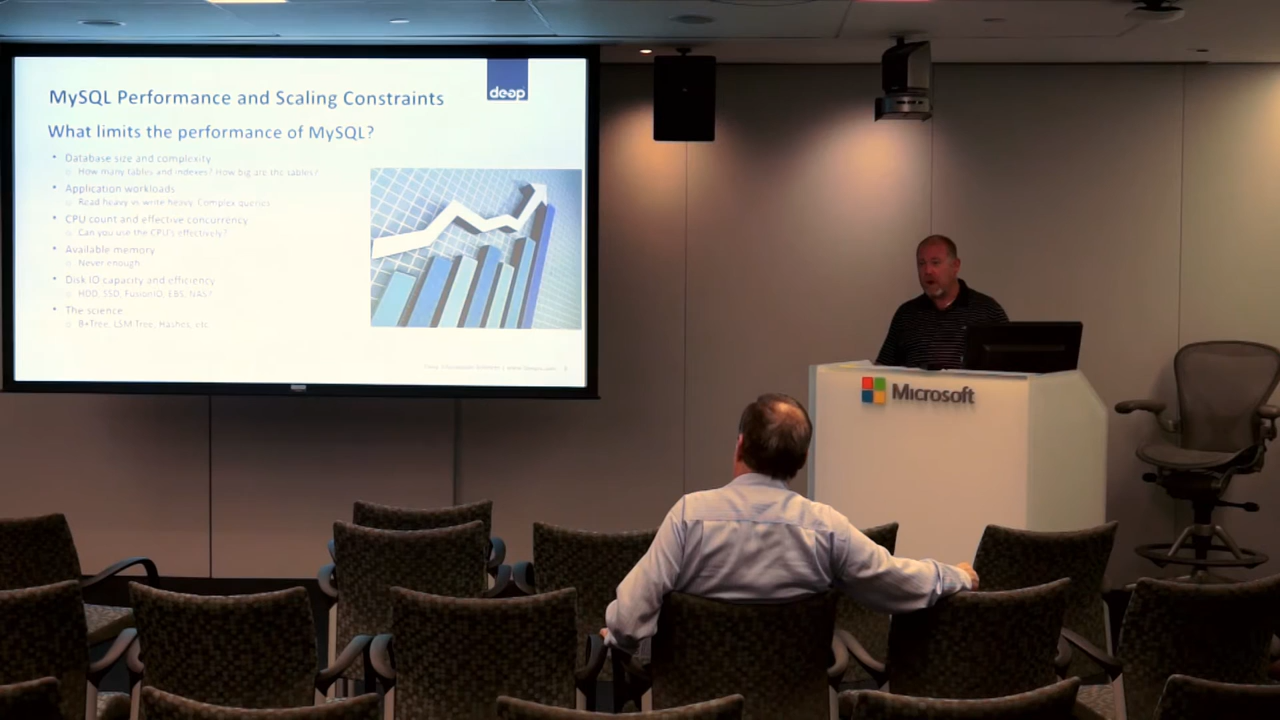 deep
MySQL Performance and Scaling Constraints
What limits the performance of MySQL?
• Database size and complexity
o How many tables and indexes? How big are the tables?
• Application workloads
o Read heavy vs write heavy. Complex queries
• CPU count and effective concurrency
o Can you use the CPU's effectively?
• Available memory
o Never enough
• Disk IO capacity and efficiency
o HDD, SSD, FusionIO, EBS, NAS?
• The science
o B+Tree, LSM Tree, Hashes, etc
Microsoft